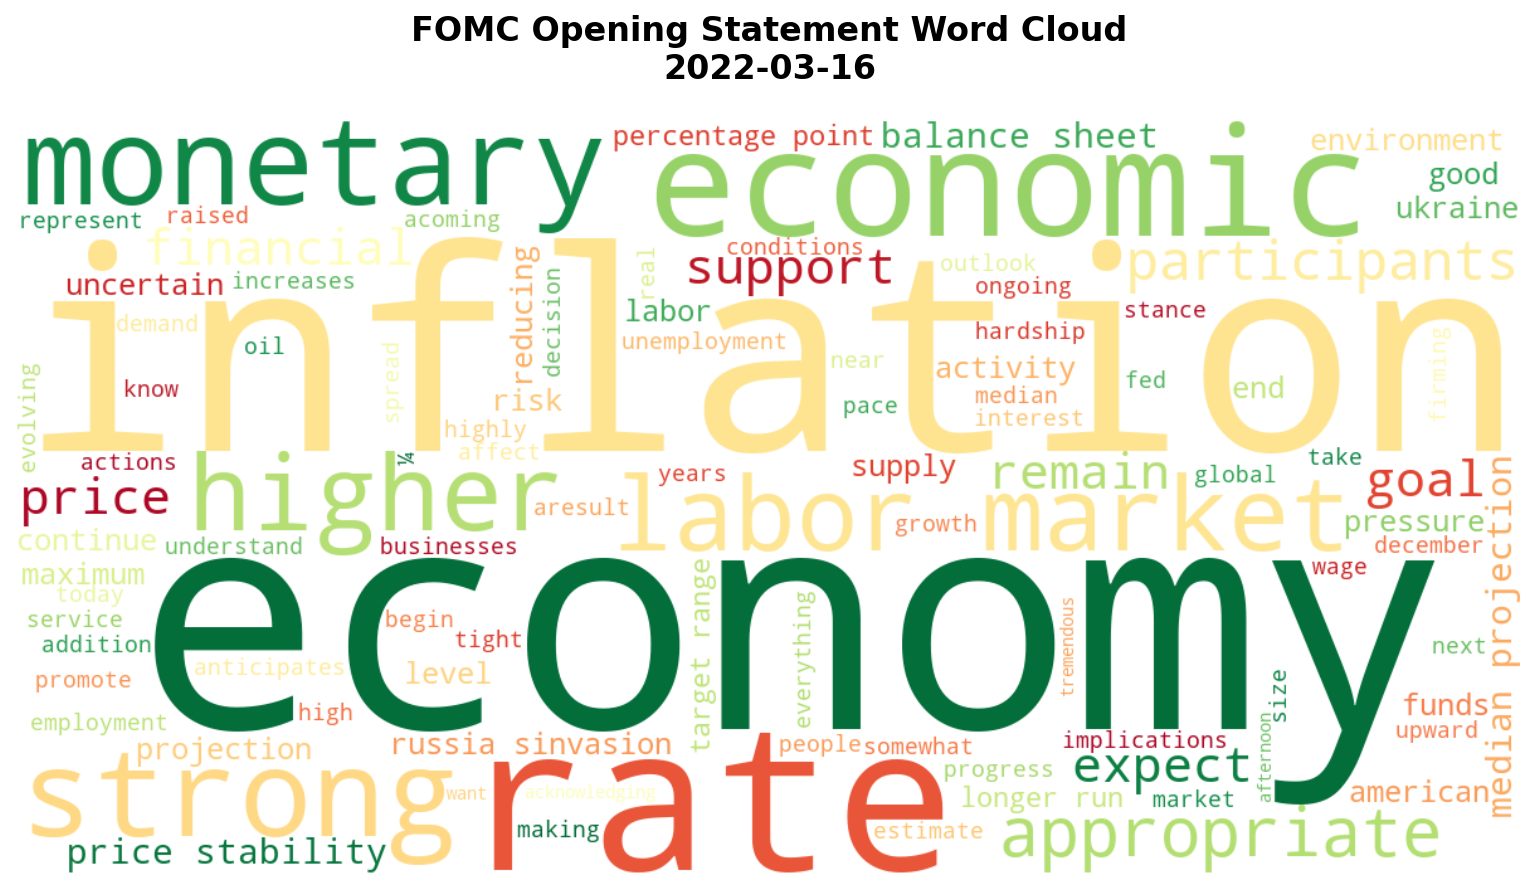 FOMC Opening Statement Word Cloud
2022-03-16
monetary
percentage point
balance sheet
environment
economic
good
ukraine
represent
raised
acoming
financial
conditions
support
participants
uncertain
increases
reducing
decision
real
outlook
ongoing
inflation
demand
labor
stance
oil
unemployment
hardship
near
activity
firming
evolving
know
spread
risk
pace
median
fed
end
interest
highly
affect
actions
¼
price
higher
years
supply
remain
global
take
goal
labor market
aresult
growth
pressure
median projection
continue
understand
businesses
december
maximum
today
economy
wage
service
addition
begin
tight
target range
everything
tremendous
next
promote
anticipates
level
size
employment
high
funds
upward
projection
russia sinvasion
people
somewhat
implications
afternoon
strong
rate
expect
progress
want
acknowledging
longer run
market
american
making
estimate
appropriate
price stability